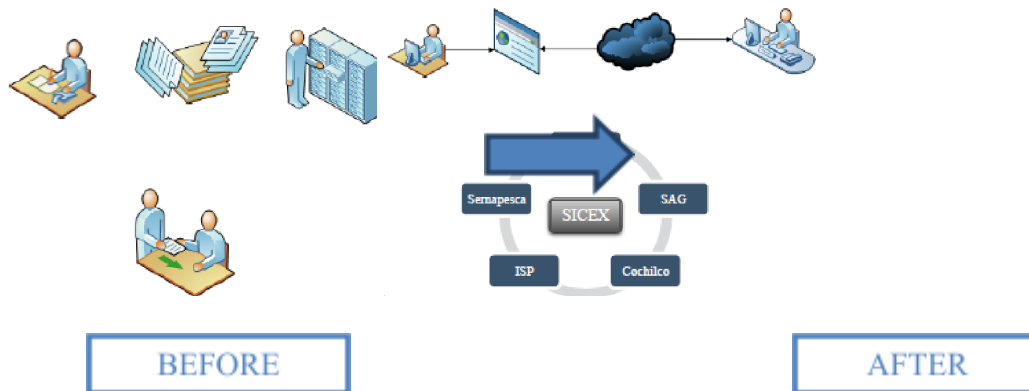 Sernapesca
SICEX
SAG
ISP
Cochilco
BEFORE
AFTER